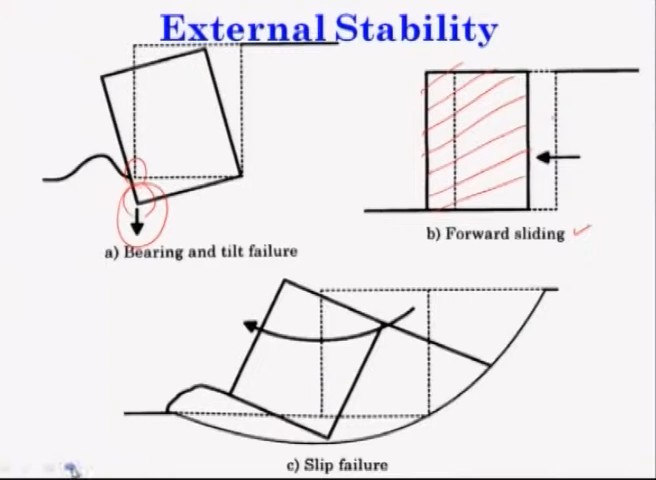 External Stability
a) Bearing and tilt failure
b) Forward sliding
c) Slip failure